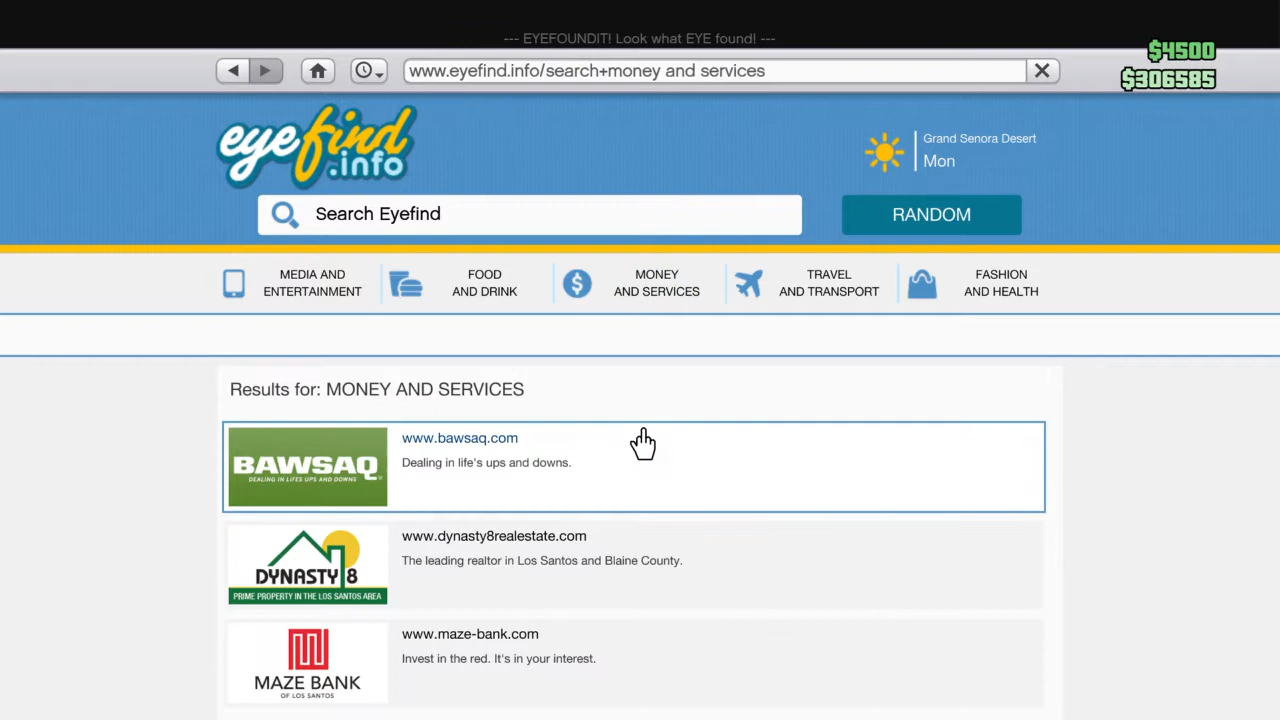 --- EYEFOUNDIT! Look what EYE found! ---
$4500
www.eyefind.info/search+money and services
$306585
eyefind.info
Grand Senora Desert
Mon
Search Eyefind
RANDOM
MEDIA AND
ENTERTAINMENT
FOOD
AND DRINK
MONEY
AND SERVICES
TRAVEL
AND TRANSPORT
FASHION
AND HEALTH
Results for: MONEY AND SERVICES
BAWSAQ
DEALING IN LIFES UPS AND DOWNS
www.bawsaq.com
Dealing in life's ups and downs.
DYNASTY 8
PRIME PROPERTY IN THE LOS SANTOS AREA
www.dynasty8realestate.com
The leading realtor in Los Santos and Blaine County.
MAZE BANK
OF LOS SANTOS
www.maze-bank.com
Invest in the red. It's in your interest.